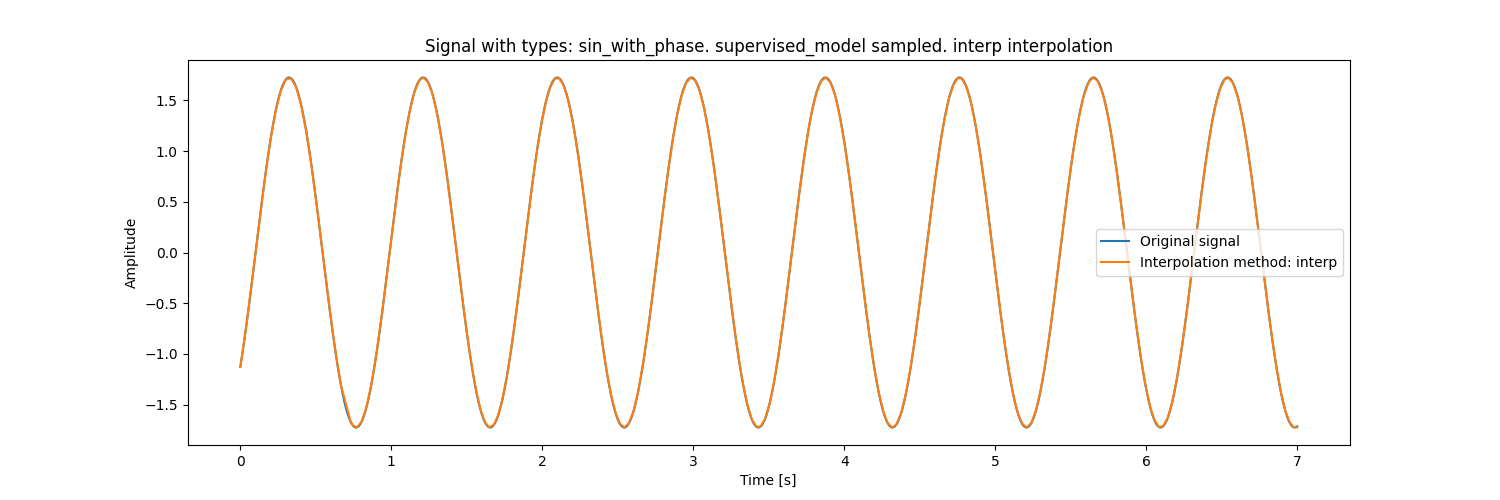 Signal with types: sin_with_phase. supervised_model sampled. interp interpolation
Amplitude
1.5
1.0
0.5
0.0
−0.5
−1.0
−1.5
Original signal
Interpolation method: interp
0 1 2 3 4 5 6 7
Time [s]